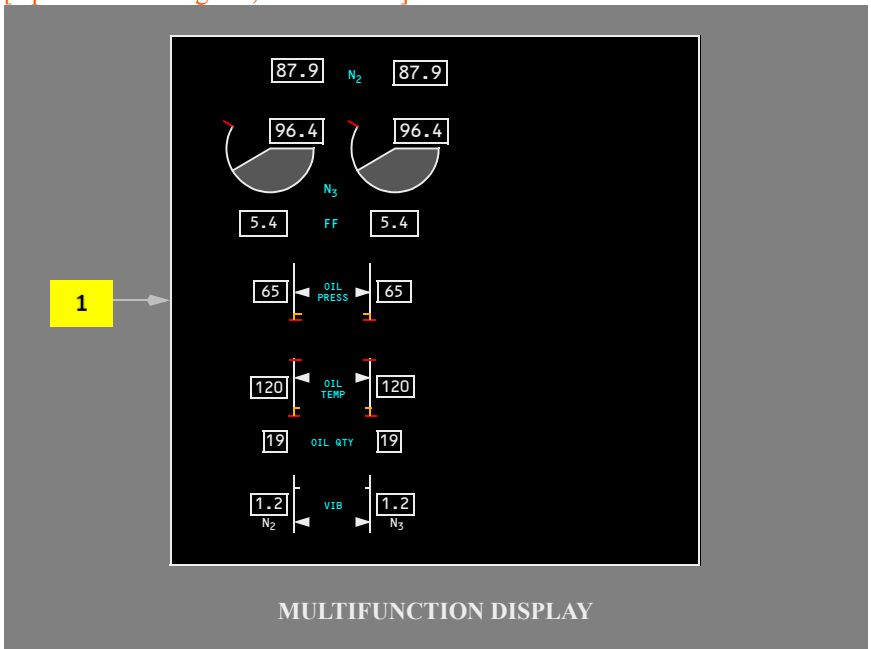 87.9 N2 87.9
96.4 96.4
N3
5.4 FF 5.4
65 OIL PRESS 65
120 OIL TEMP 120
19 OIL QTY 19
1.2 VIB 1.2
N2 N3
1
MULTIFUNCTION DISPLAY